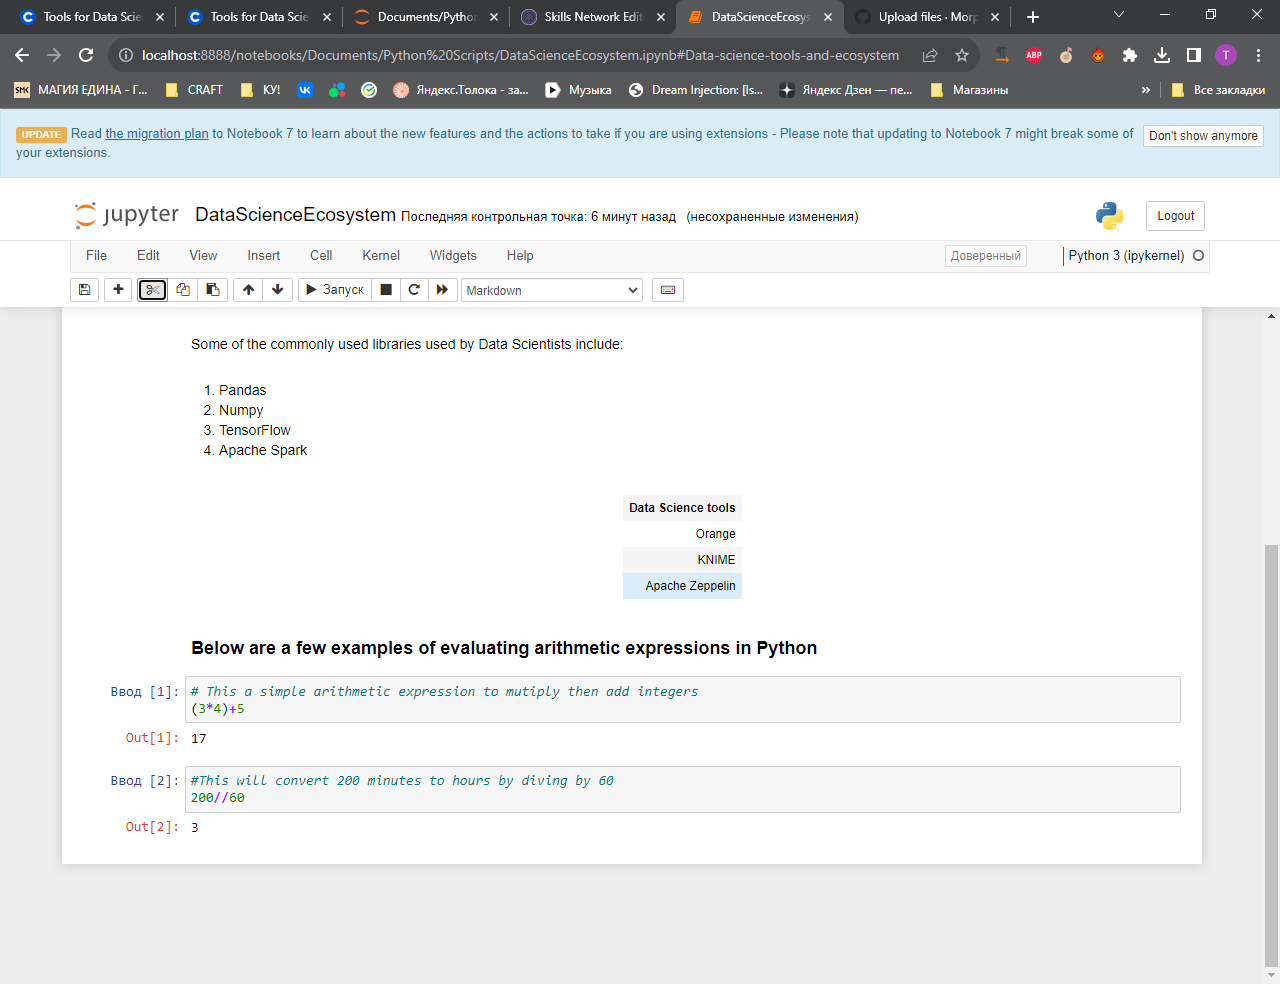 Tools for Data Scie
Tools for Data Scie
Documents/Python
Skills Network Edit
DataScienceEcosys
Upload files · Morp
localhost:8888/notebooks/Documents/Python%20Scripts/DataScienceEcosystem.ipynb#Data-science-tools-and-ecosystem
ABP
T
SMK МАГИЯ ЕДИНА - Г...
CRAFT
КУ!
Яндекс.Толока - за...
Музыка
Dream Injection: [Is...
Яндекс Дзен — пе...
Магазины
»
Все закладки
UPDATE Read the migration plan to Notebook 7 to learn about the new features and the actions to take if you are using extensions - Please note that updating to Notebook 7 might break some of
your extensions.
Don't show anymore
jupyter DataScienceEcosystem Последняя контрольная точка: 6 минут назад (несохраненные изменения)
Logout
File Edit View Insert Cell Kernel Widgets Help
Доверенный
Python 3 (ipykernel)
Запуск
Markdown
Some of the commonly used libraries used by Data Scientists include:
1. Pandas
2. Numpy
3. TensorFlow
4. Apache Spark
Data Science tools
Orange
KNIME
Apache Zeppelin
Below are a few examples of evaluating arithmetic expressions in Python
Ввод [1]: # This a simple arithmetic expression to mutiply then add integers
(3*4)+5
Out[1]: 17
Ввод [2]: #This will convert 200 minutes to hours by diving by 60
200//60
Out[2]: 3